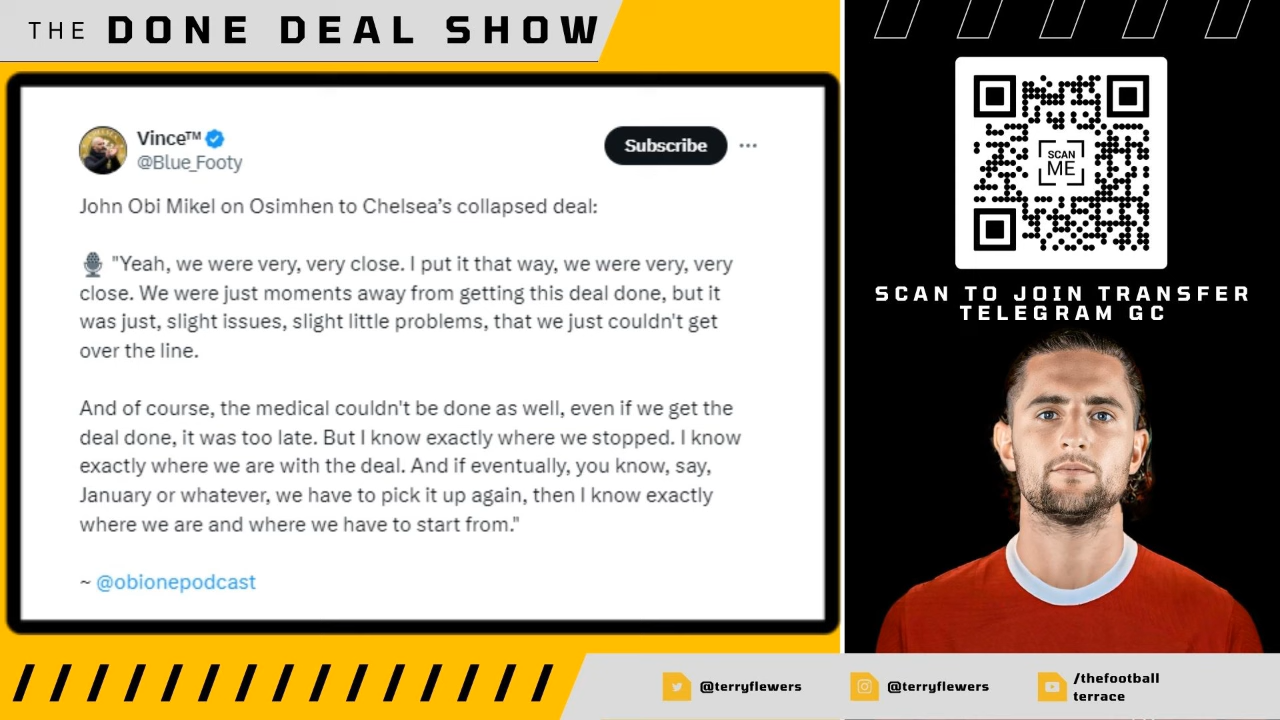 THE DONE DEAL SHOW
Vince™
@Blue_Footy
Subscribe
John Obi Mikel on Osimhen to Chelsea’s collapsed deal:
"Yeah, we were very, very close. I put it that way, we were very, very
close. We were just moments away from getting this deal done, but it
was just, slight issues, slight little problems, that we just couldn't get
over the line.
And of course, the medical couldn't be done as well, even if we get the
deal done, it was too late. But I know exactly where we stopped. I know
exactly where we are with the deal. And if eventually, you know, say,
January or whatever, we have to pick it up again, then I know exactly
where we are and where we have to start from."
~ @obionepodcast
SCAN
ME
SCAN TO JOIN TRANSFER
TELEGRAM GC
@terryflewers
@terryflewers
/thefootball
terrace